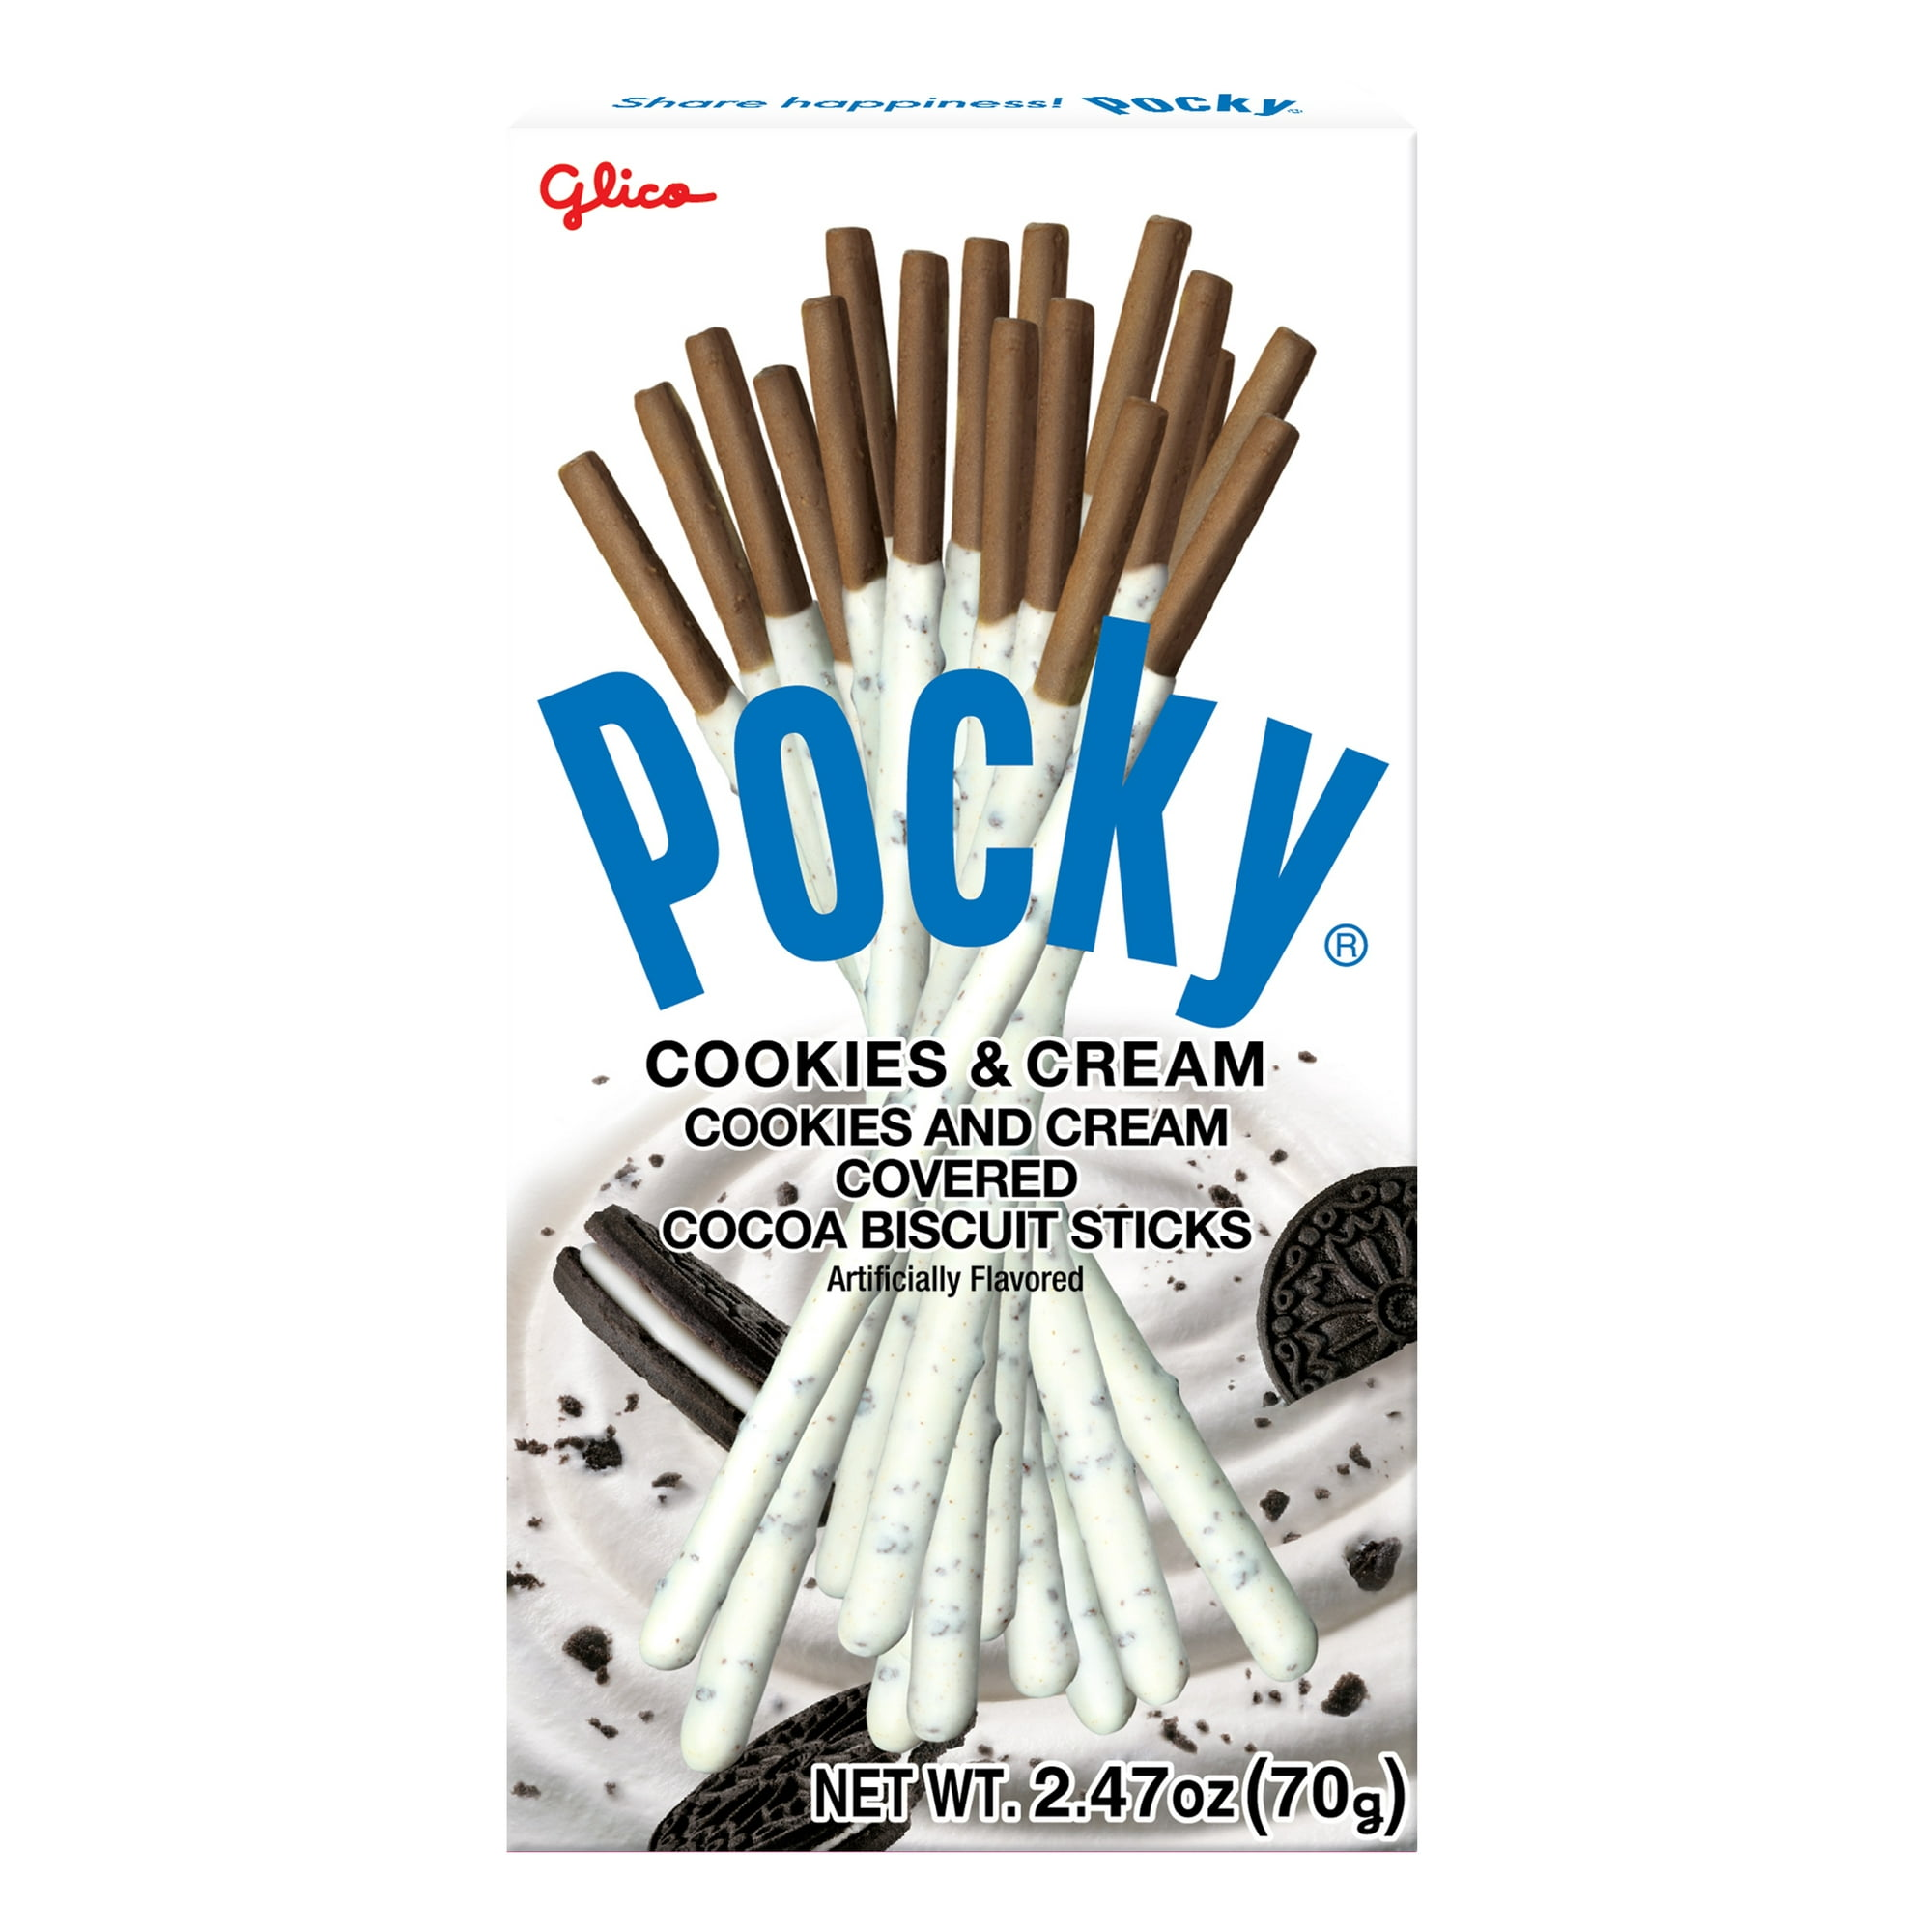 Share happiness! Pocky™
Glico
Pocky®
COOKIES & CREAM
COOKIES AND CREAM
COVERED
COCOA BISCUIT STICKS
Artificially Flavored
NET WT. 2.47oz (70g)